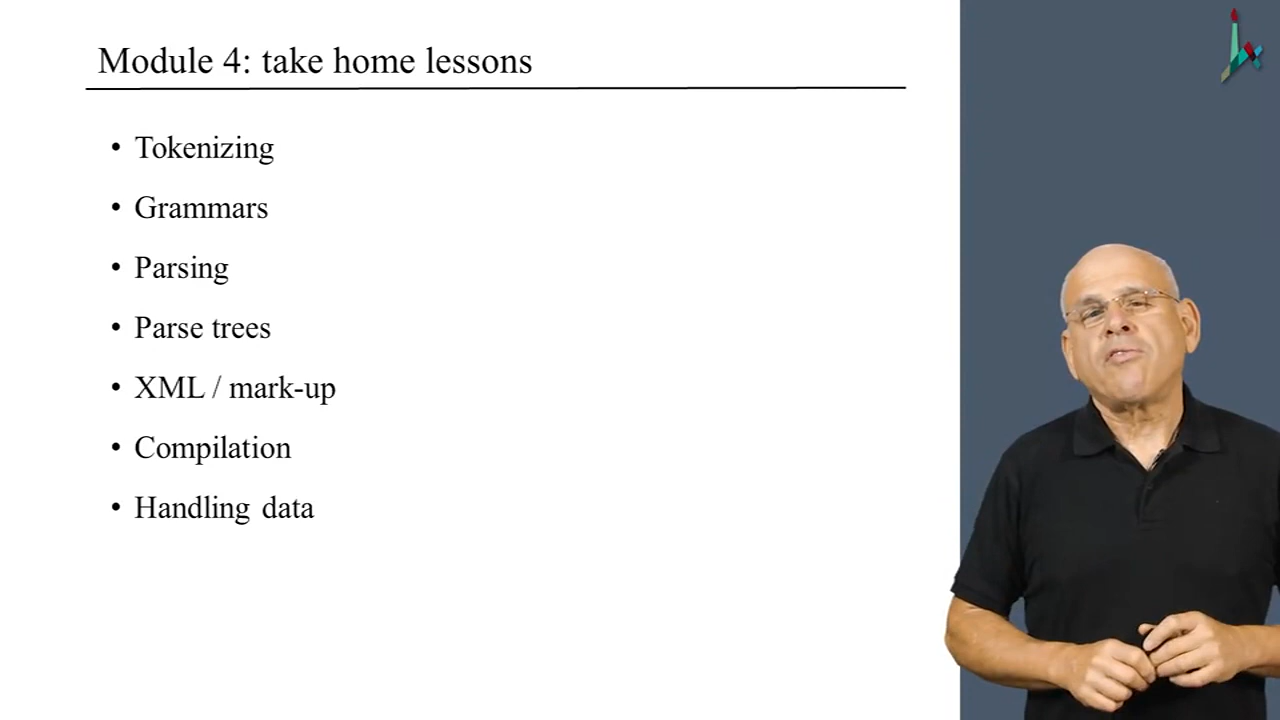 Module 4: take home lessons
• Tokenizing
• Grammars
• Parsing
• Parse trees
• XML / mark-up
• Compilation
• Handling data